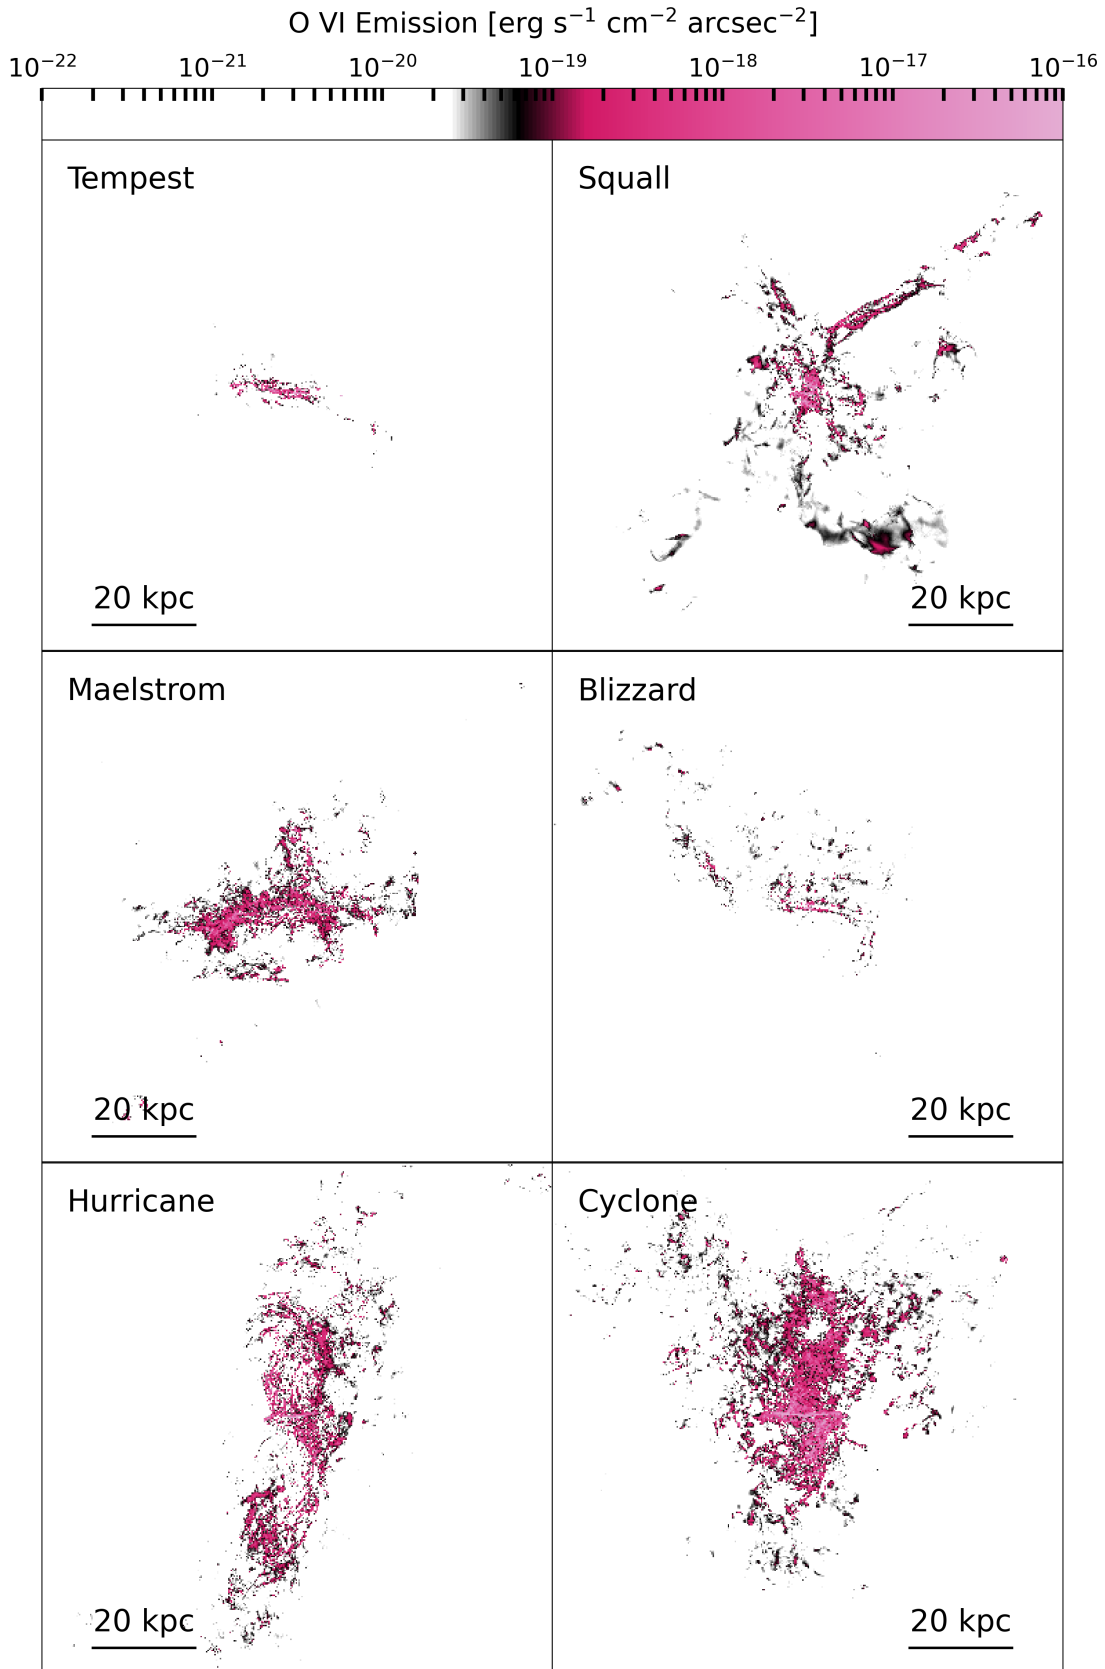 O VI Emission [erg s⁻¹ cm⁻² arcsec⁻²]
10⁻²² 10⁻²¹ 10⁻²⁰ 10⁻¹⁹ 10⁻¹⁸ 10⁻¹⁷ 10⁻¹⁶
Tempest Squall
20 kpc 20 kpc
Maelstrom Blizzard
20 kpc 20 kpc
Hurricane Cyclone
20 kpc 20 kpc